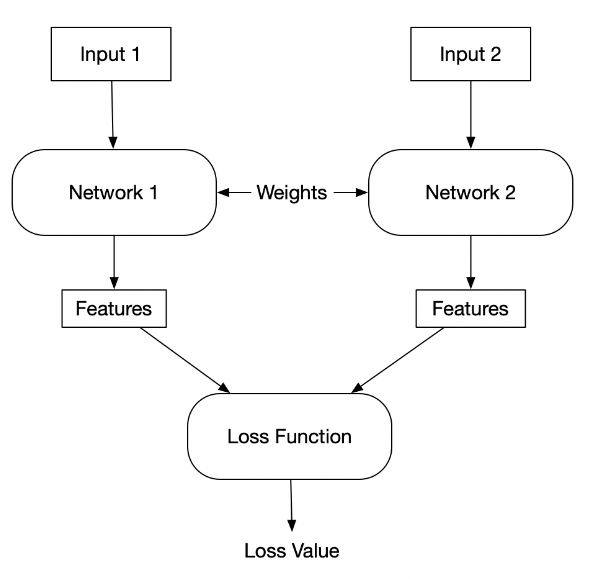 Input 1
Input 2
Network 1
Weights
Network 2
Features
Features
Loss Function
Loss Value